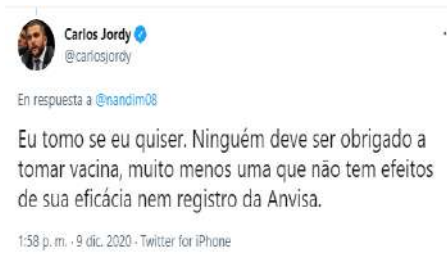 Carlos Jordy
@carlosjordy
En respuesta a @nandim08
Eu tomo se eu quiser. Ninguém deve ser obrigado a
tomar vacina, muito menos uma que não tem efeitos
de sua eficácia nem registro da Anvisa.
1:58 p. m. · 9 dic. 2020 · Twitter for iPhone